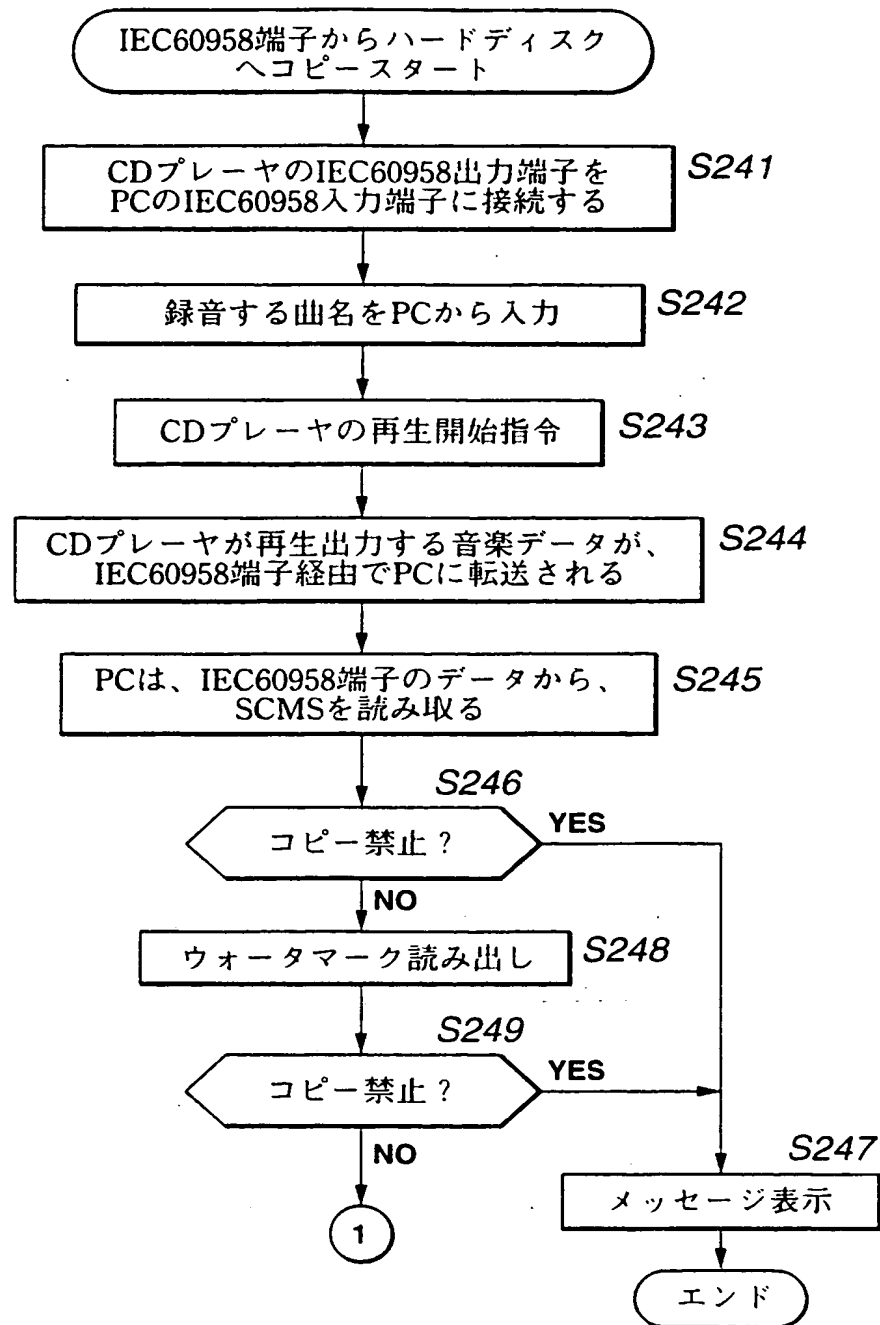 IEC60958端子からハードディスク
へコピースタート
CDプレーヤのIEC60958出力端子を
PCのIEC60958入力端子に接続する
S241
録音する曲名をPCから入力
S242
CDプレーヤの再生開始指令
S243
CDプレーヤが再生出力する音楽データが、
IEC60958端子経由でPCに転送される
S244
PCは、IEC60958端子のデータから、
SCMSを読み取る
S245
S246
コピー禁止?
YES
NO
ウォータマーク読み出し
S248
S249
コピー禁止?
YES
NO
S247
メッセージ表示
1
エンド